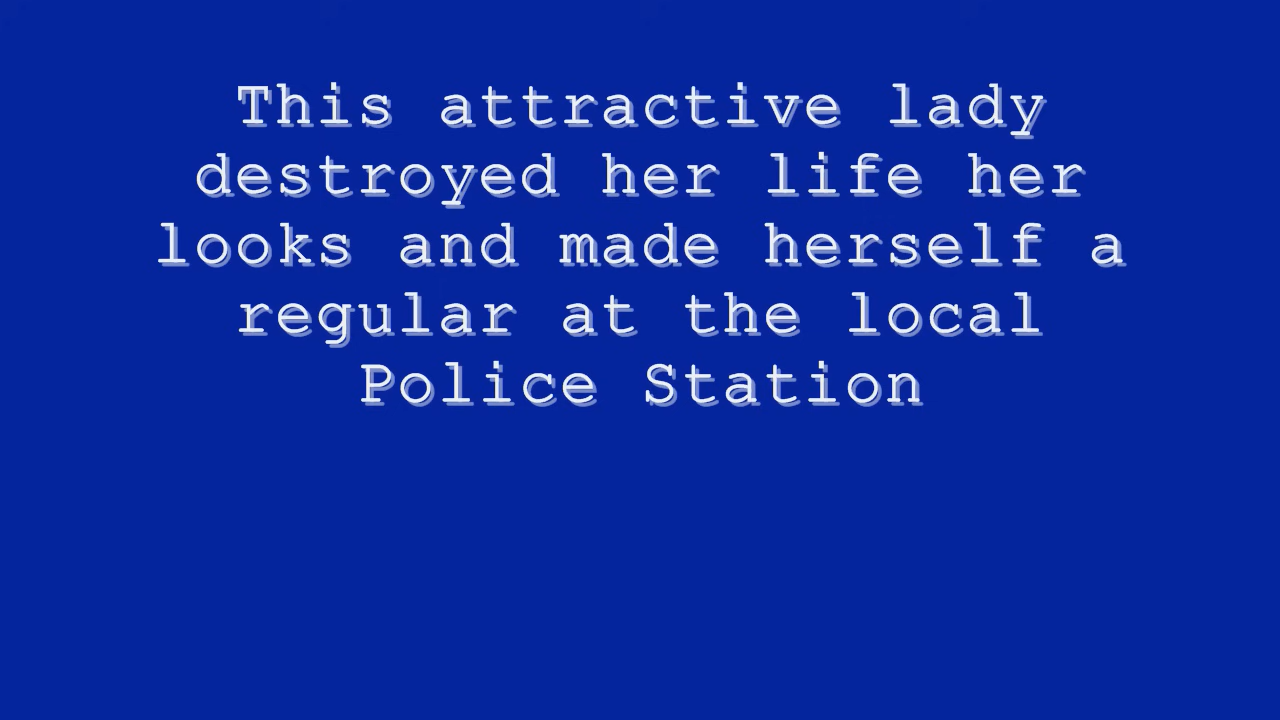 This attractive lady
destroyed her life her
looks and made herself a
regular at the local
Police Station